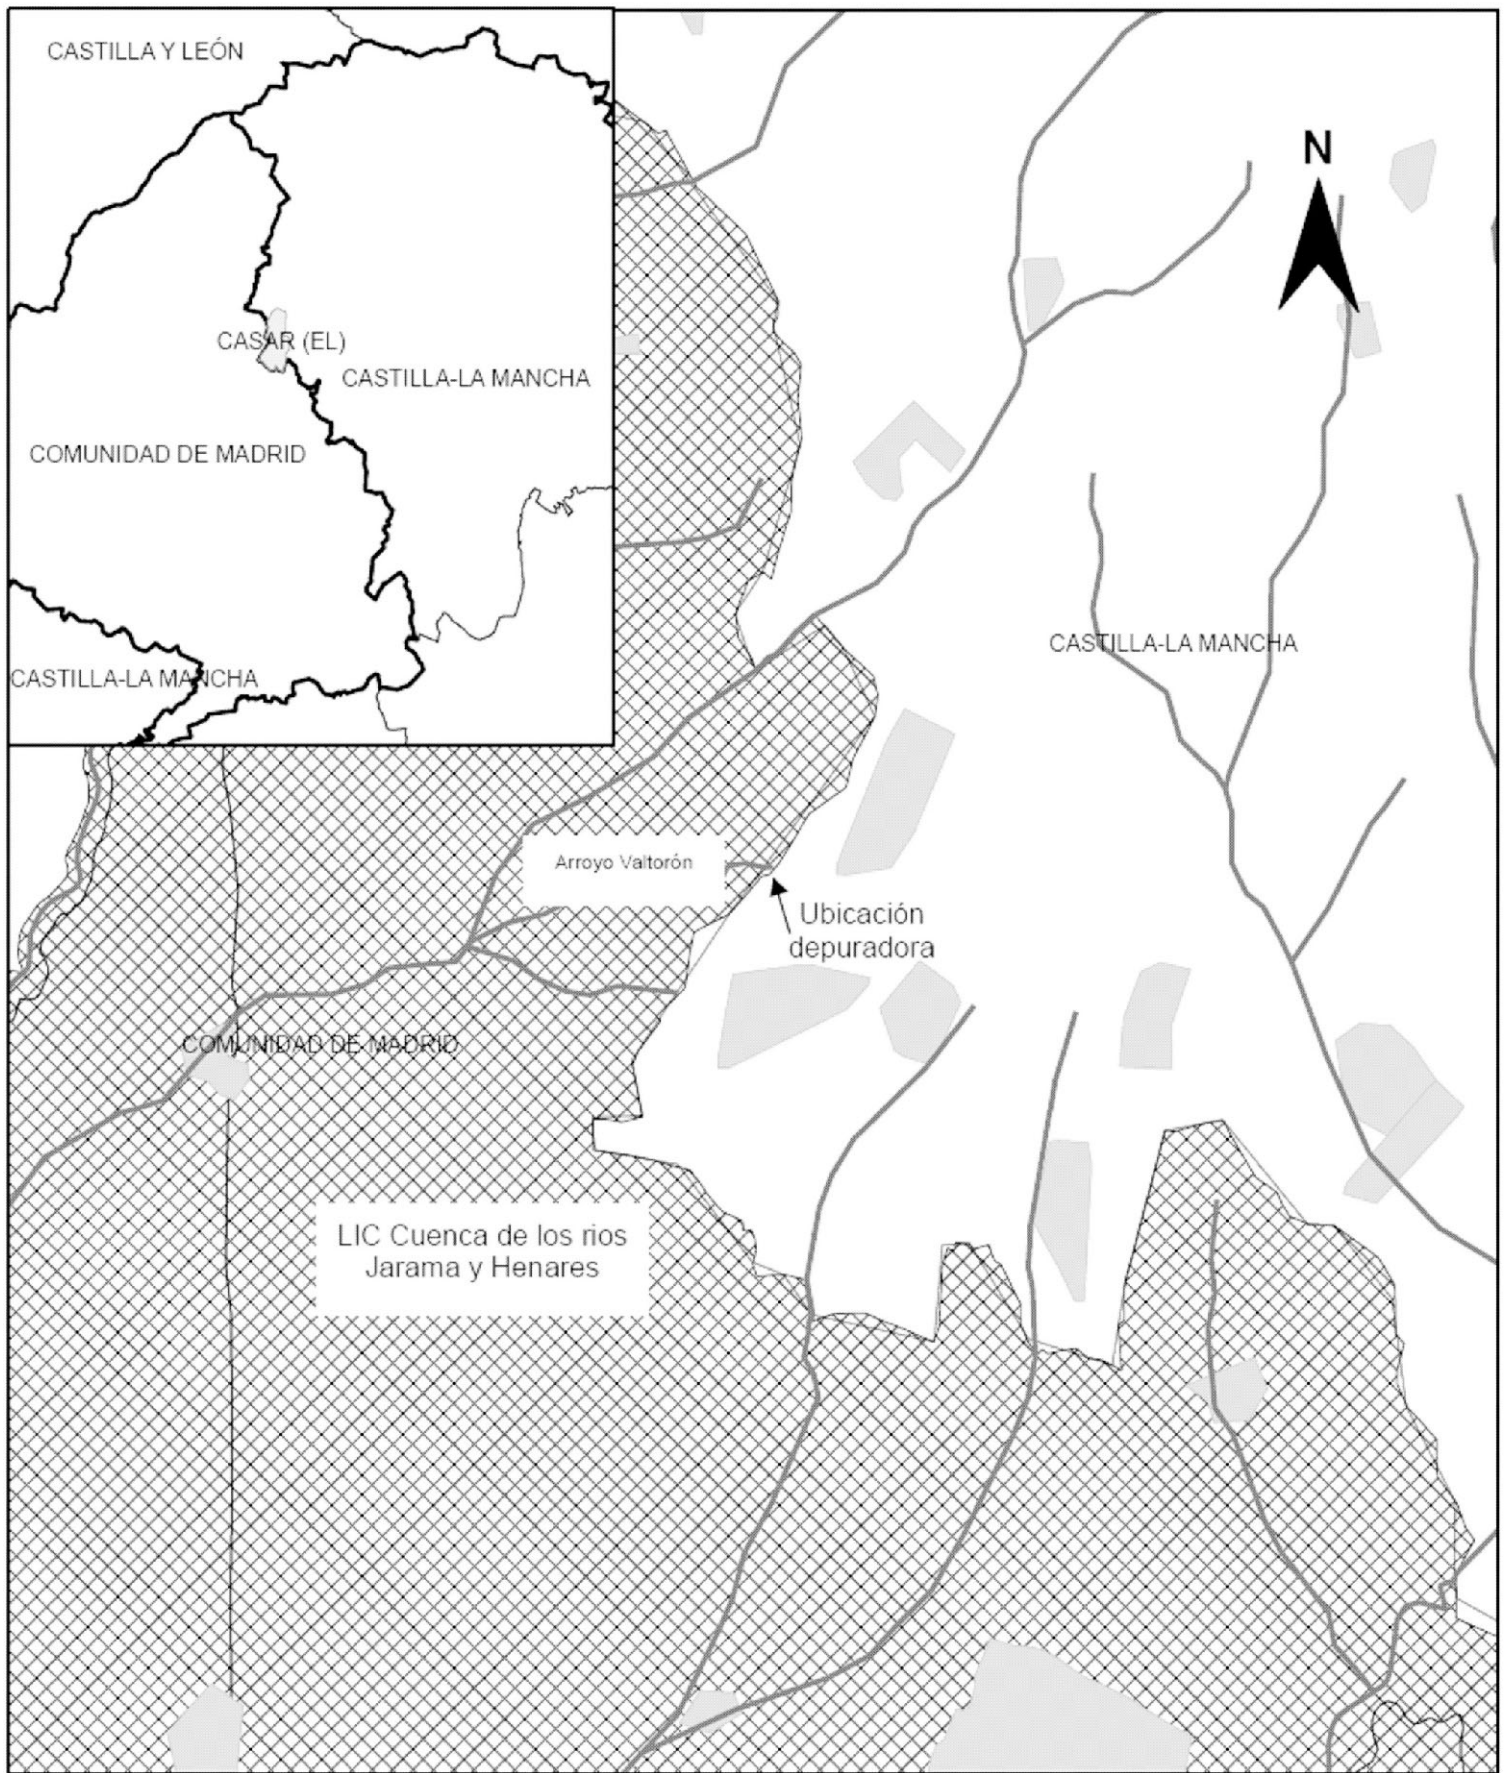 CASTILLA Y LEÓN
N
CASAR (EL)
CASTILLA-LA MANCHA
COMUNIDAD DE MADRID
CASTILLA-LA MANCHA
CASTILLA-LA MANCHA
Arroyo Valtorón
Ubicación
depuradora
COMUNIDAD DE MADRID
LIC Cuenca de los rios
Jarama y Henares